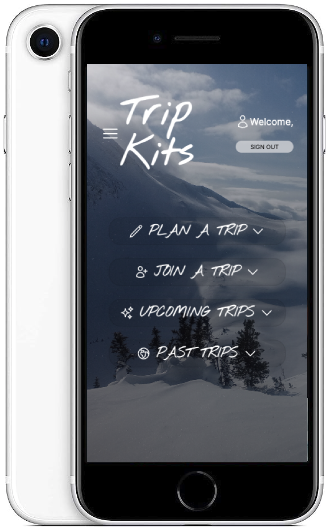 Trip
Kits
Welcome,
SIGN OUT
PLAN A TRIP
JOIN A TRIP
UPCOMING TRIPS
PAST TRIPS